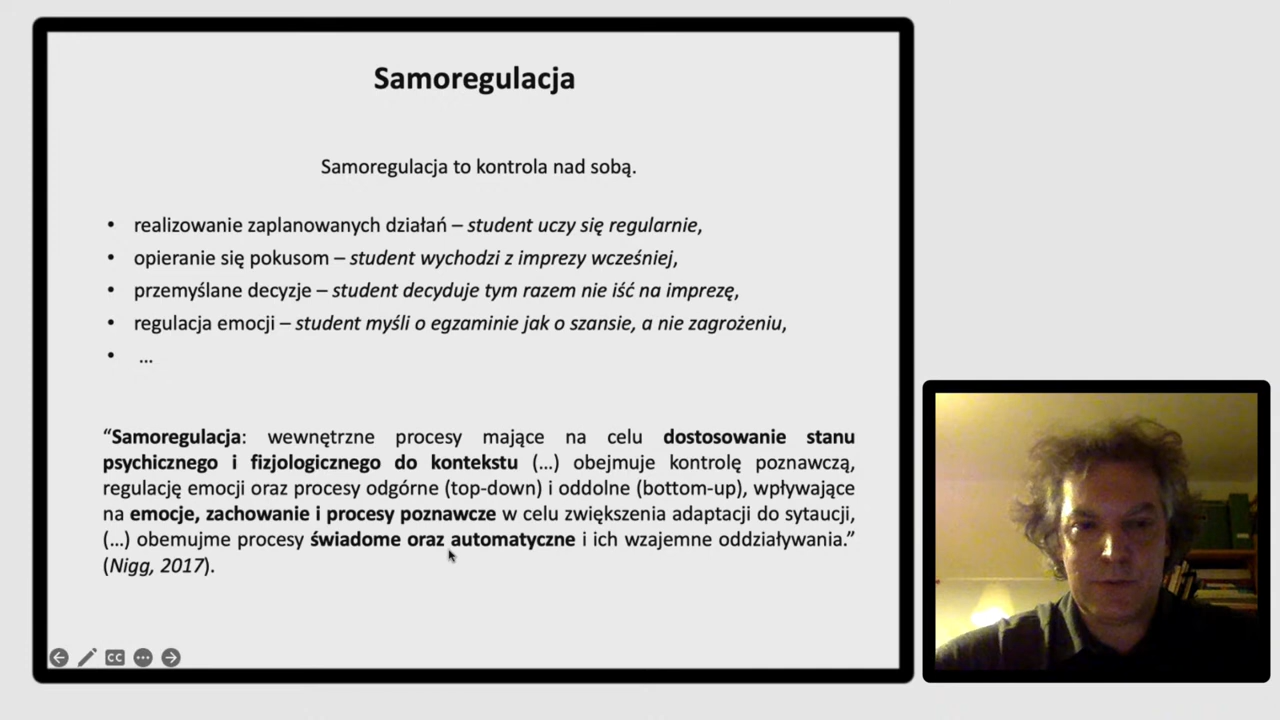 Samoregulacja
Samoregulacja to kontrola nad sobą.
• realizowanie zaplanowanych działań – student uczy się regularnie,
• opieranie się pokusom – student wychodzi z imprezy wcześniej,
• przemyślane decyzje – student decyduje tym razem nie iść na imprezę,
• regulacja emocji – student myśli o egzaminie jak o szansie, a nie zagrożeniu,
• ...
“Samoregulacja: wewnętrzne procesy mające na celu dostosowanie stanu
psychicznego i fizjologicznego do kontekstu (...) obejmuje kontrolę poznawczą,
regulację emocji oraz procesy odgórne (top-down) i oddolne (bottom-up), wpływające
na emocje, zachowanie i procesy poznawcze w celu zwiększenia adaptacji do sytaucji,
(...) obemujme procesy świadome oraz automatyczne i ich wzajemne oddziaływania.”
(Nigg, 2017).
CC